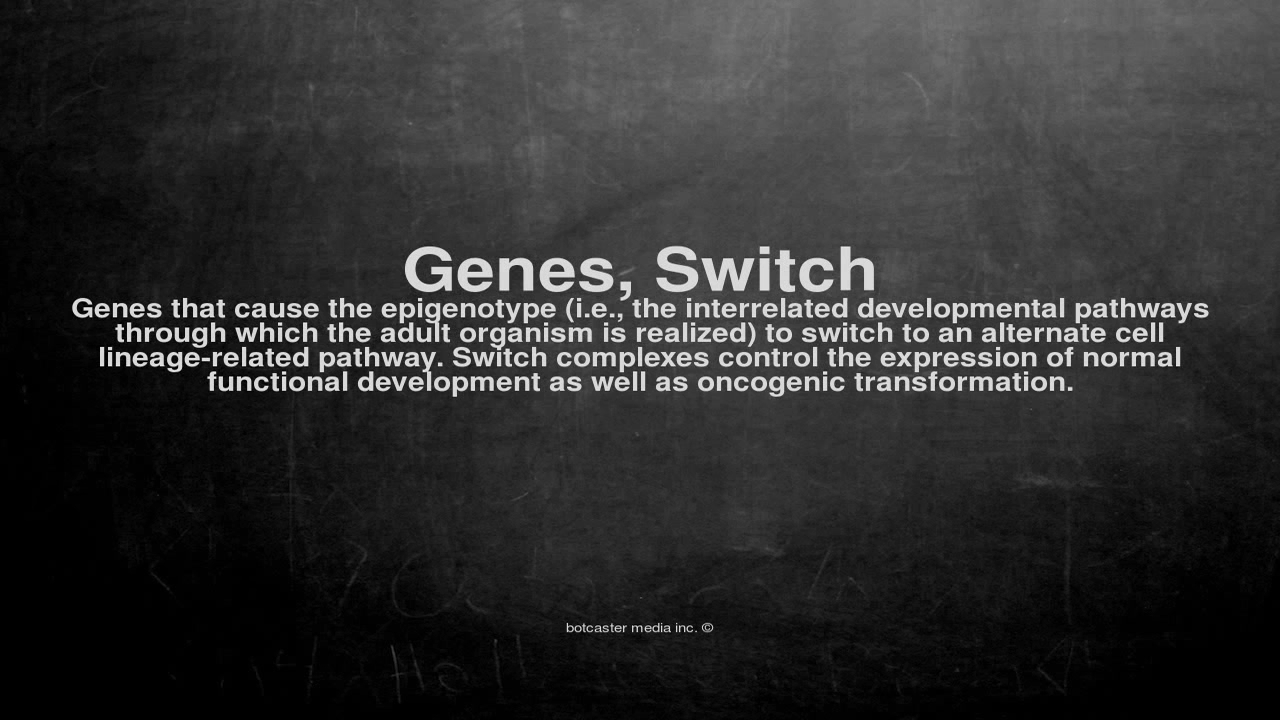 Genes, Switch
Genes that cause the epigenotype (i.e., the interrelated developmental pathways
through which the adult organism is realized) to switch to an alternate cell
lineage-related pathway. Switch complexes control the expression of normal
functional development as well as oncogenic transformation.
botcaster media inc. ©